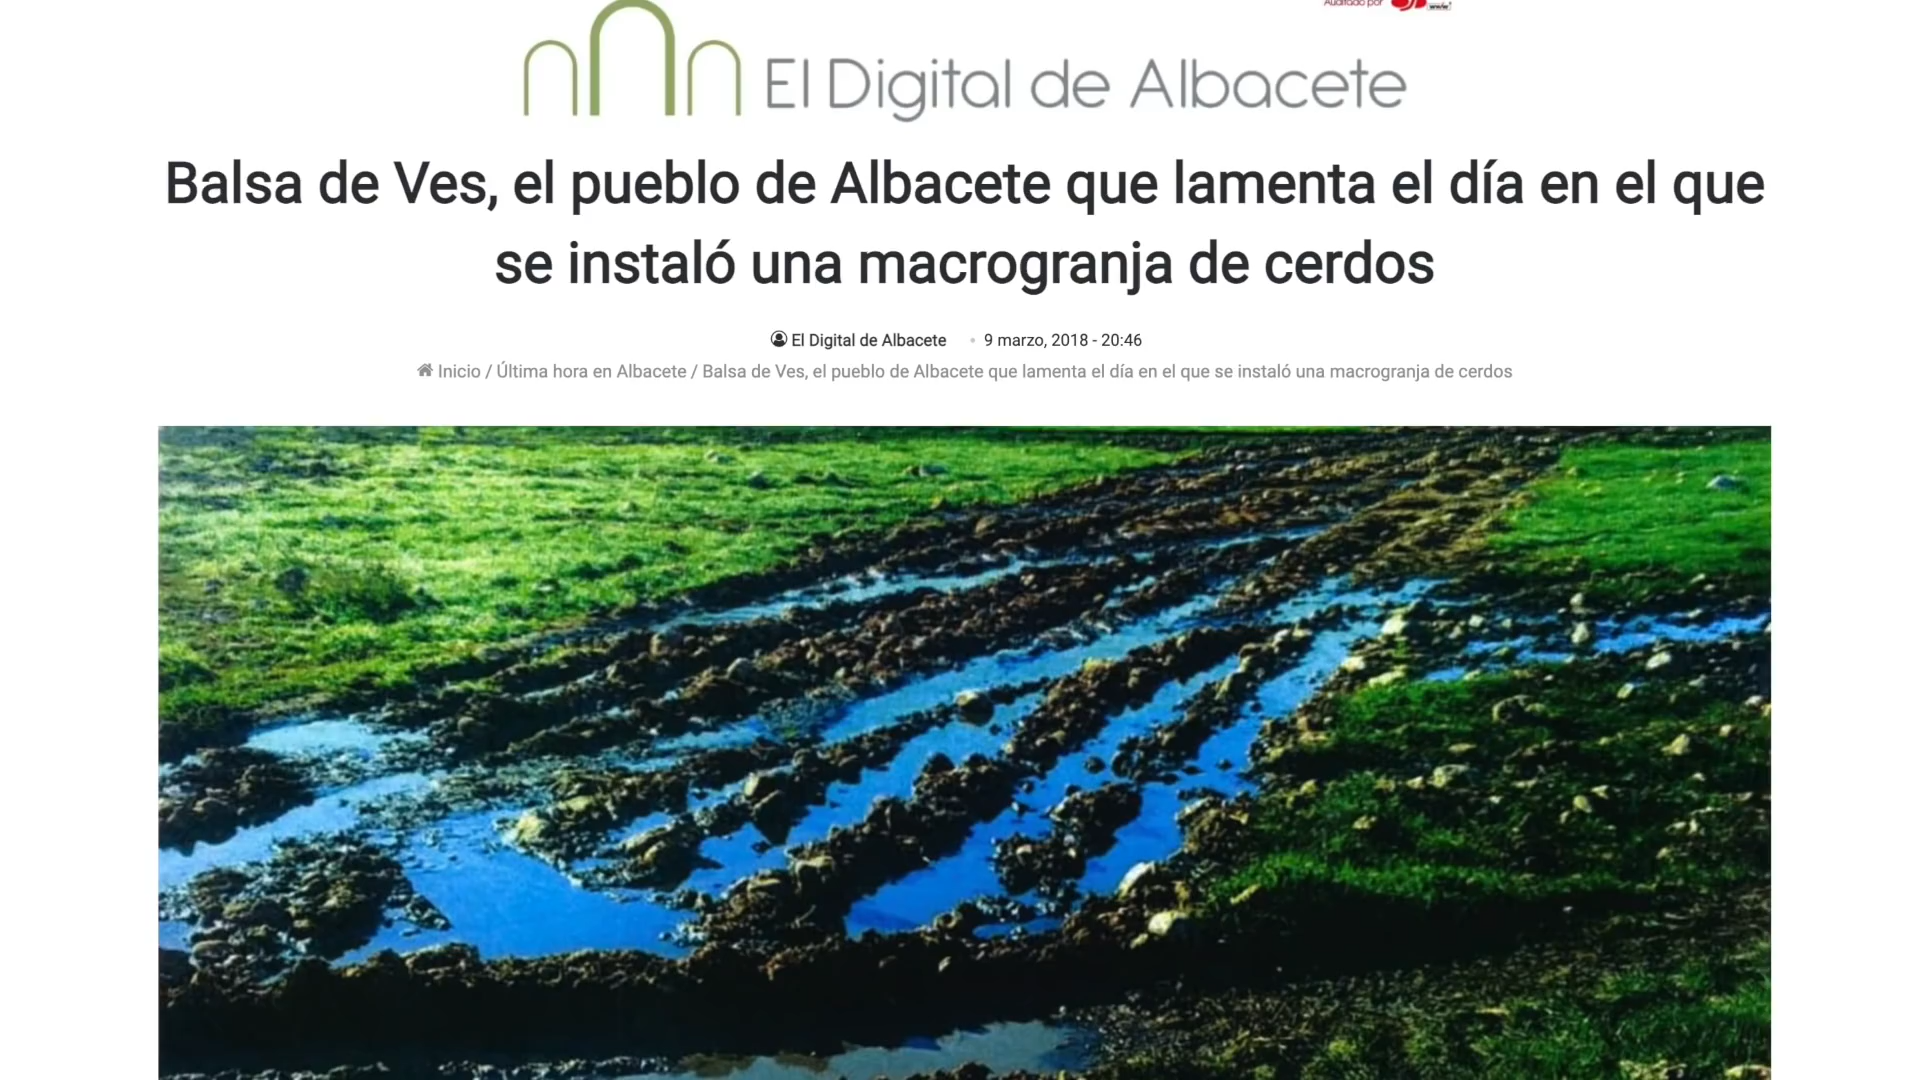 Auditado por
El Digital de Albacete
Balsa de Ves, el pueblo de Albacete que lamenta el día en el que
se instaló una macrogranja de cerdos
El Digital de Albacete • 9 marzo, 2018 - 20:46
Inicio / Última hora en Albacete / Balsa de Ves, el pueblo de Albacete que lamenta el día en el que se instaló una macrogranja de cerdos